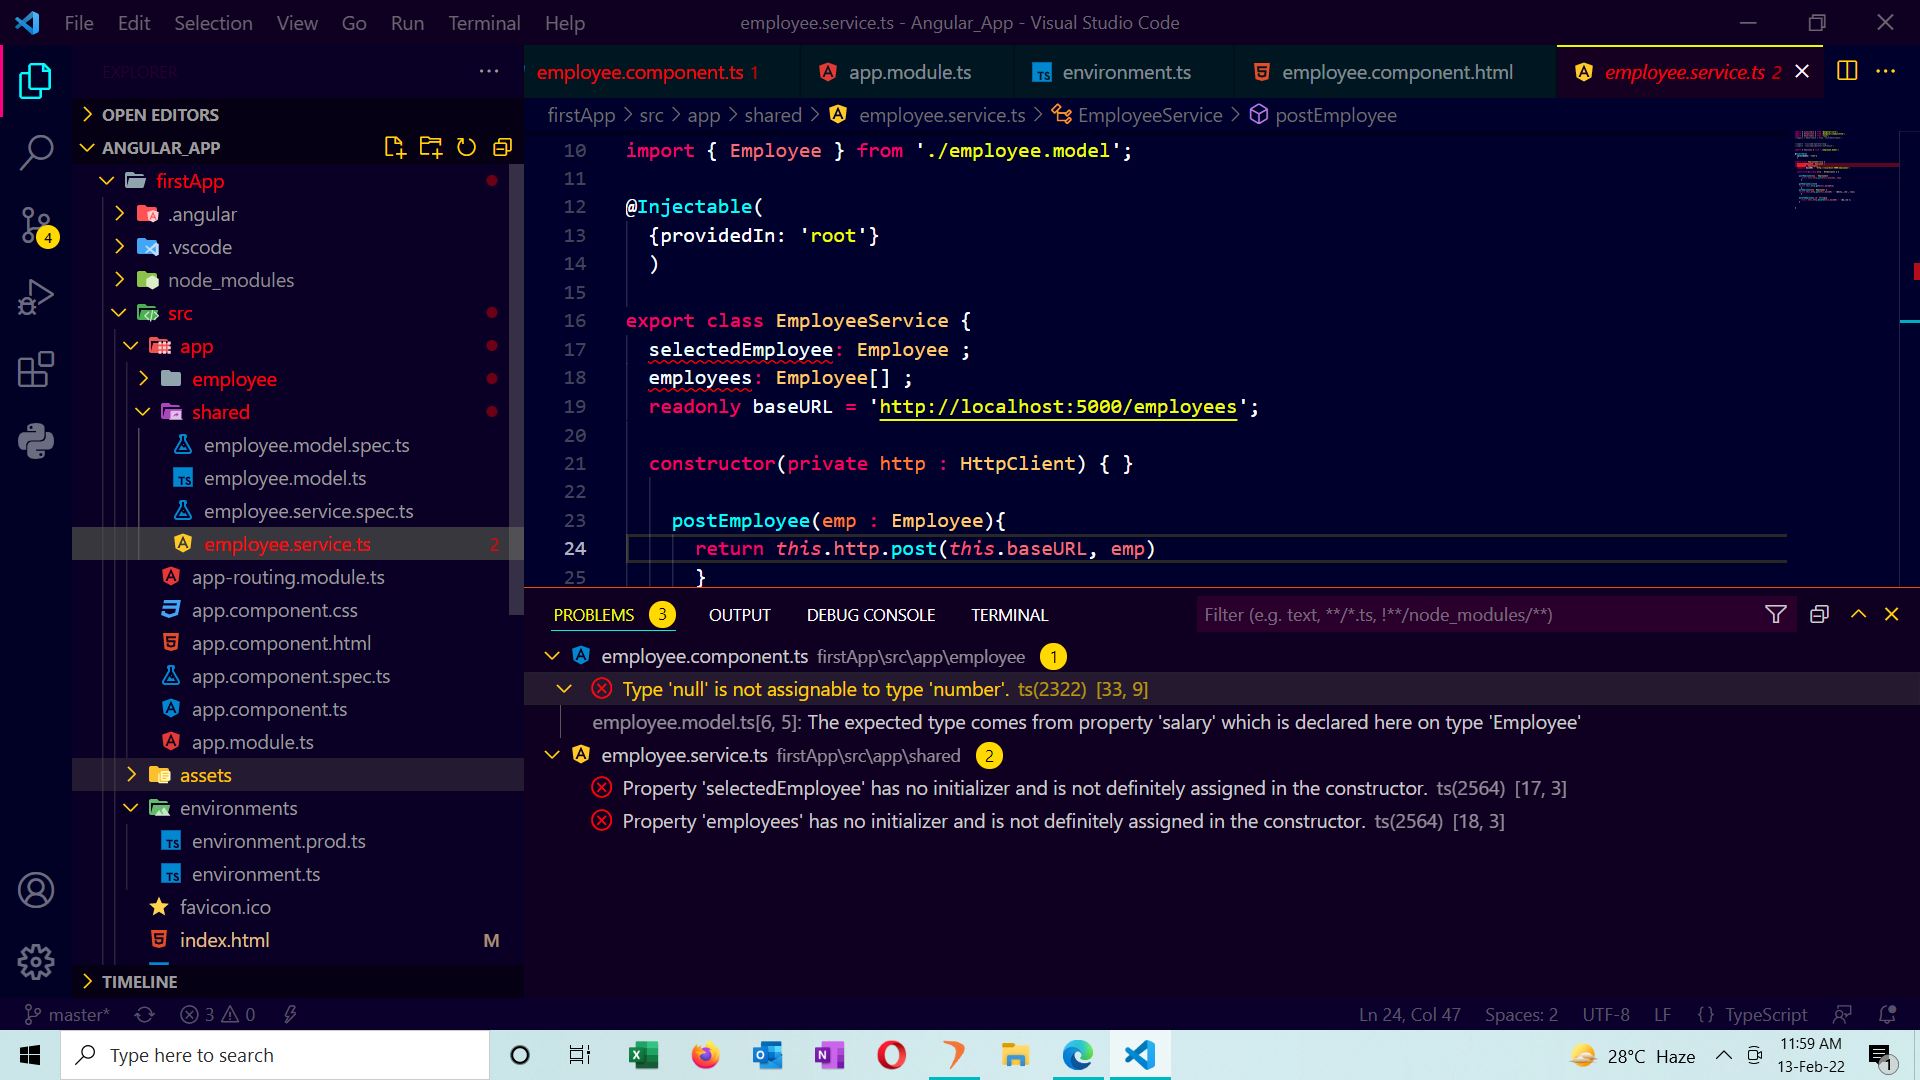 File Edit Selection View Go Run Terminal Help employee.service.ts - Angular_App - Visual Studio Code
EXPLORER
employee.component.ts 1 app.module.ts environment.ts employee.component.html employee.service.ts 2
OPEN EDITORS
ANGULAR_APP
firstApp
.angular
.vscode
node_modules
src
app
employee
shared
employee.model.spec.ts
employee.model.ts
employee.service.spec.ts
employee.service.ts 2
app-routing.module.ts
app.component.css
app.component.html
app.component.spec.ts
app.component.ts
app.module.ts
assets
environments
environment.prod.ts
environment.ts
favicon.ico
index.html M
TIMELINE
4
firstApp > src > app > shared > employee.service.ts > EmployeeService > postEmployee
10 import { Employee } from './employee.model';
11
12 @Injectable(
13 {providedIn: 'root'}
14 )
15
16 export class EmployeeService {
17 selectedEmployee: Employee ;
18 employees: Employee[] ;
19 readonly baseURL = 'http://localhost:5000/employees';
20
21 constructor(private http : HttpClient) { }
22
23 postEmployee(emp : Employee){
24 return this.http.post(this.baseURL, emp)
25 }
PROBLEMS 3 OUTPUT DEBUG CONSOLE TERMINAL Filter (e.g. text, **/*.ts, !**/node_modules/**)
employee.component.ts firstApp\src\app\employee 1
Type 'null' is not assignable to type 'number'. ts(2322) [33, 9]
employee.model.ts[6, 5]: The expected type comes from property 'salary' which is declared here on type 'Employee'
employee.service.ts firstApp\src\app\shared 2
Property 'selectedEmployee' has no initializer and is not definitely assigned in the constructor. ts(2564) [17, 3]
Property 'employees' has no initializer and is not definitely assigned in the constructor. ts(2564) [18, 3]
master* 3 0 Ln 24, Col 47 Spaces: 2 UTF-8 LF {} TypeScript
Type here to search 28°C Haze 11:59 AM
13-Feb-22 1